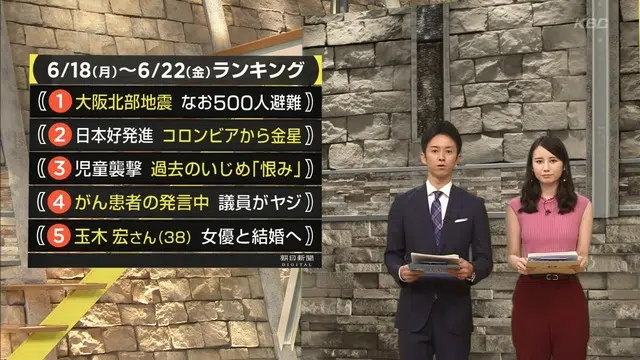 KBC
6/18(月)〜6/22(金)ランキング
1 大阪北部地震 なお500人避難
2 日本好発進 コロンビアから金星
3 児童襲撃 過去のいじめ「恨み」
4 がん患者の発言中 議員がヤジ
5 玉木 宏さん(38) 女優と結婚へ
朝日新聞
DIGITAL